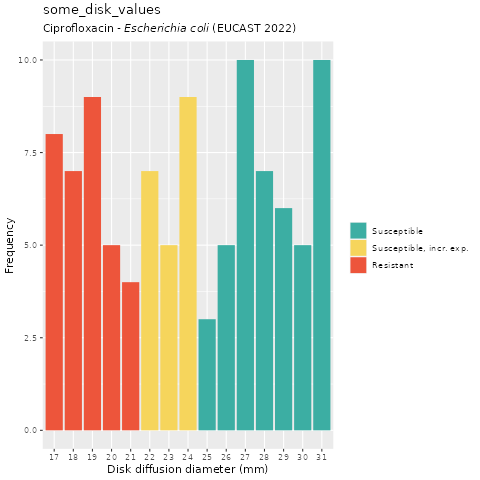 some_disk_values
Ciprofloxacin - Escherichia coli (EUCAST 2022)
10.0
7.5
5.0
2.5
0.0
Frequency
17 18 19 20 21 22 23 24 25 26 27 28 29 30 31
Disk diffusion diameter (mm)
Susceptible
Susceptible, incr. exp.
Resistant